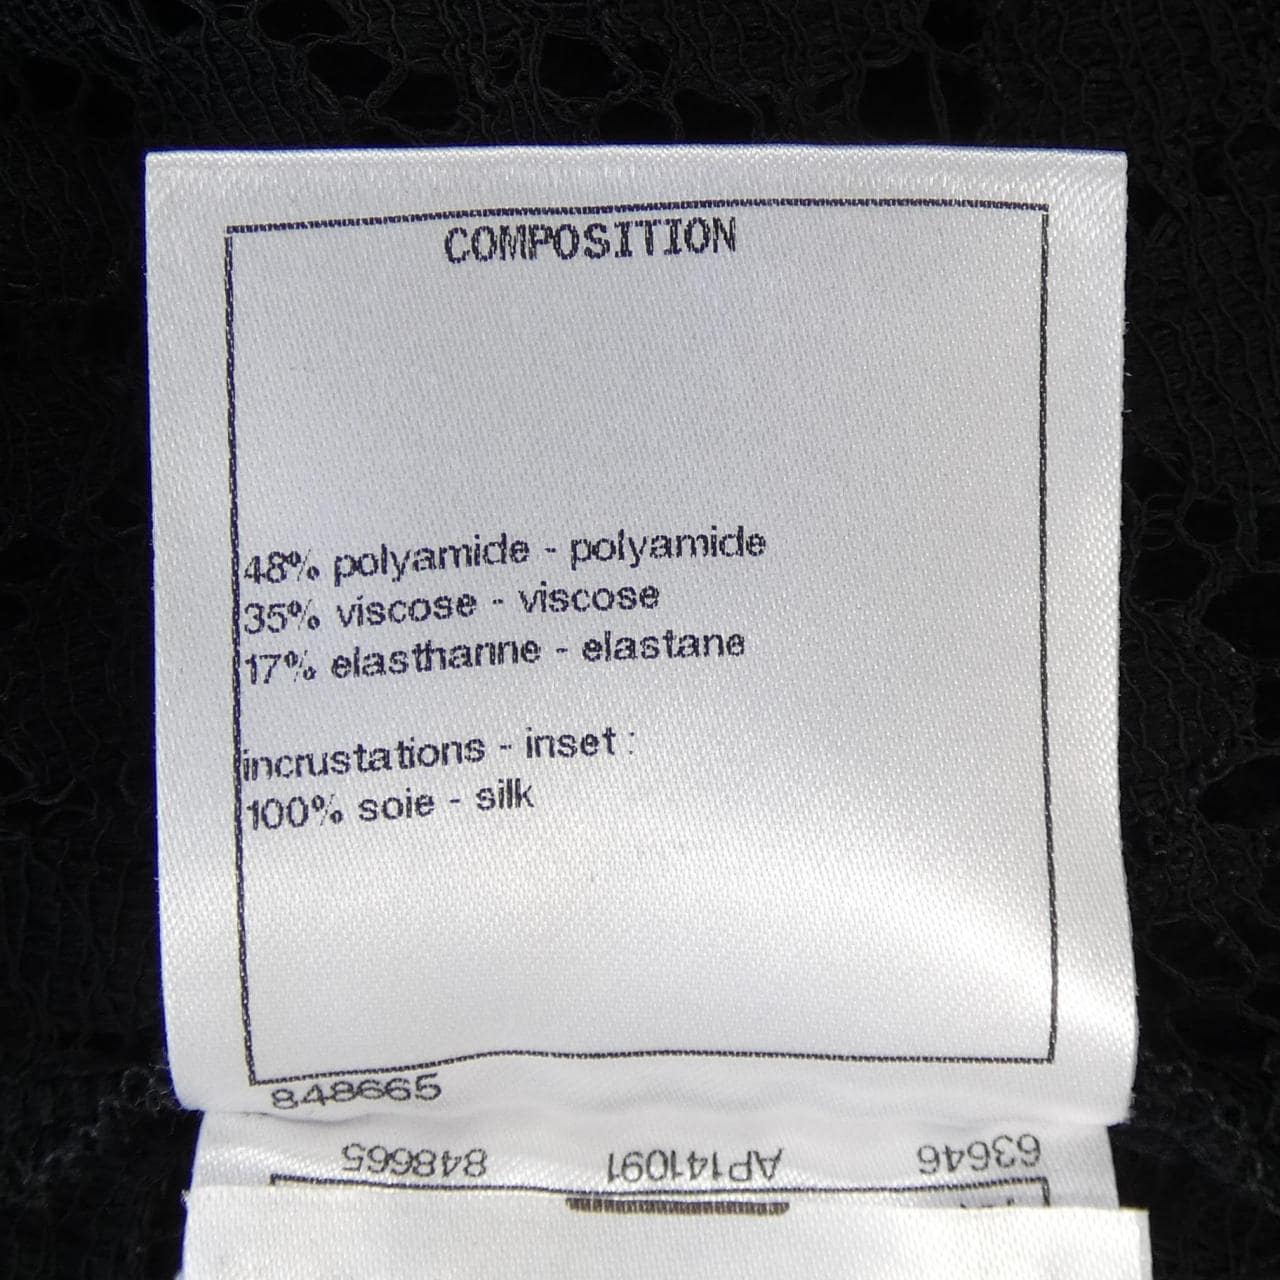 COMPOSITION
48% polyamide - polyamide
35% viscose - viscose
17% elasthanne - elastane
incrustations - inset :
100% soie - silk
848665
63646 AP141091 848665